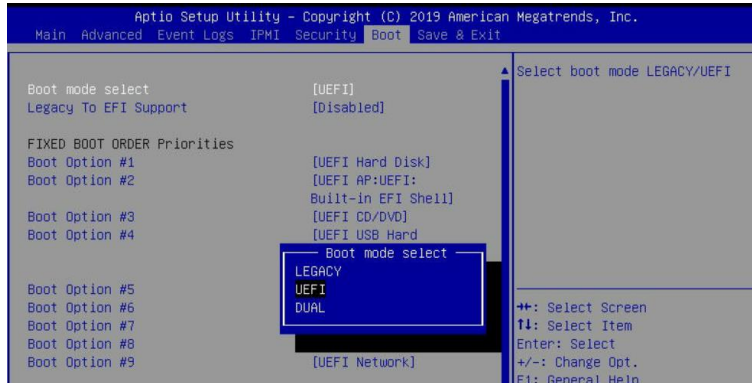 Aptio Setup Utility – Copyright (C) 2019 American Megatrends, Inc.
Main Advanced Event Logs IPMI Security Boot Save & Exit
Select boot mode LEGACY/UEFI
Boot mode select [UEFI]
Legacy To EFI Support [Disabled]
FIXED BOOT ORDER Priorities
Boot Option #1 [UEFI Hard Disk]
Boot Option #2 [UEFI AP:UEFI:
Built-in EFI Shell]
Boot Option #3 [UEFI CD/DVD]
Boot Option #4 [UEFI USB Hard
Boot mode select
LEGACY
UEFI
DUAL
Boot Option #5
Boot Option #6
Boot Option #7
Boot Option #8
Boot Option #9 [UEFI Network]
→←: Select Screen
↑↓: Select Item
Enter: Select
+/-: Change Opt.
F1: General Help